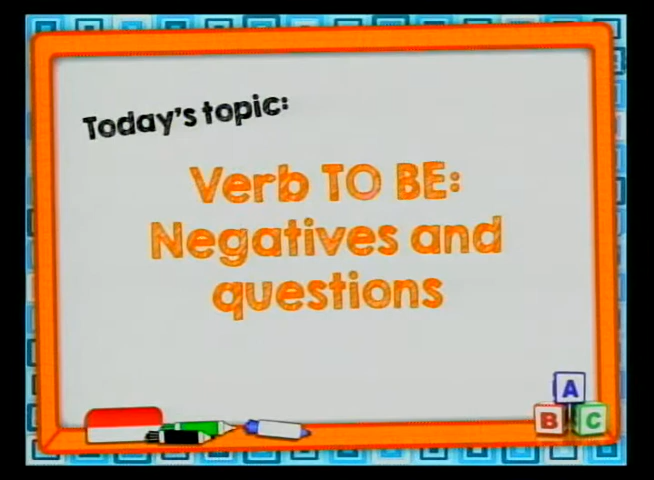 Today's topic:
Verb TO BE:
Negatives and
questions
A
B C